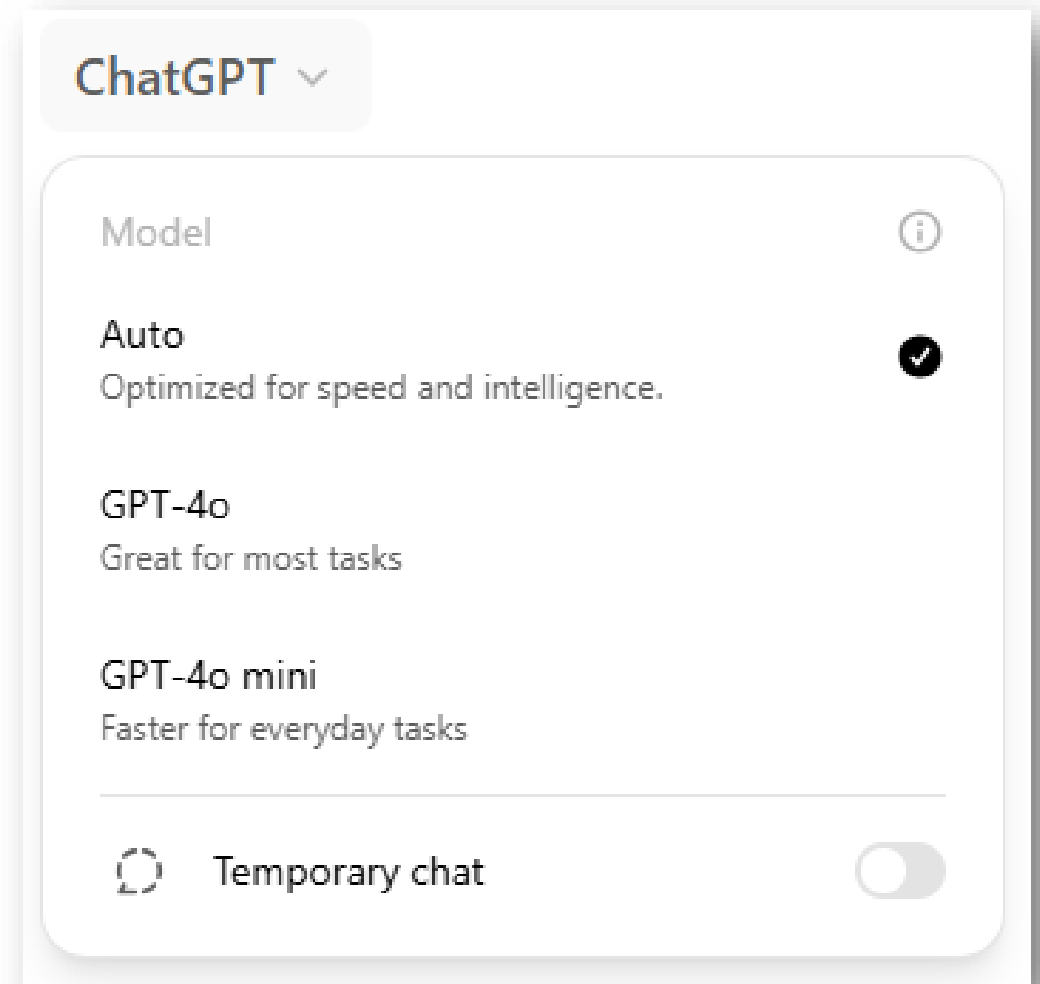 ChatGPT
Model
Auto
Optimized for speed and intelligence.
GPT-4o
Great for most tasks
GPT-4o mini
Faster for everyday tasks
Temporary chat